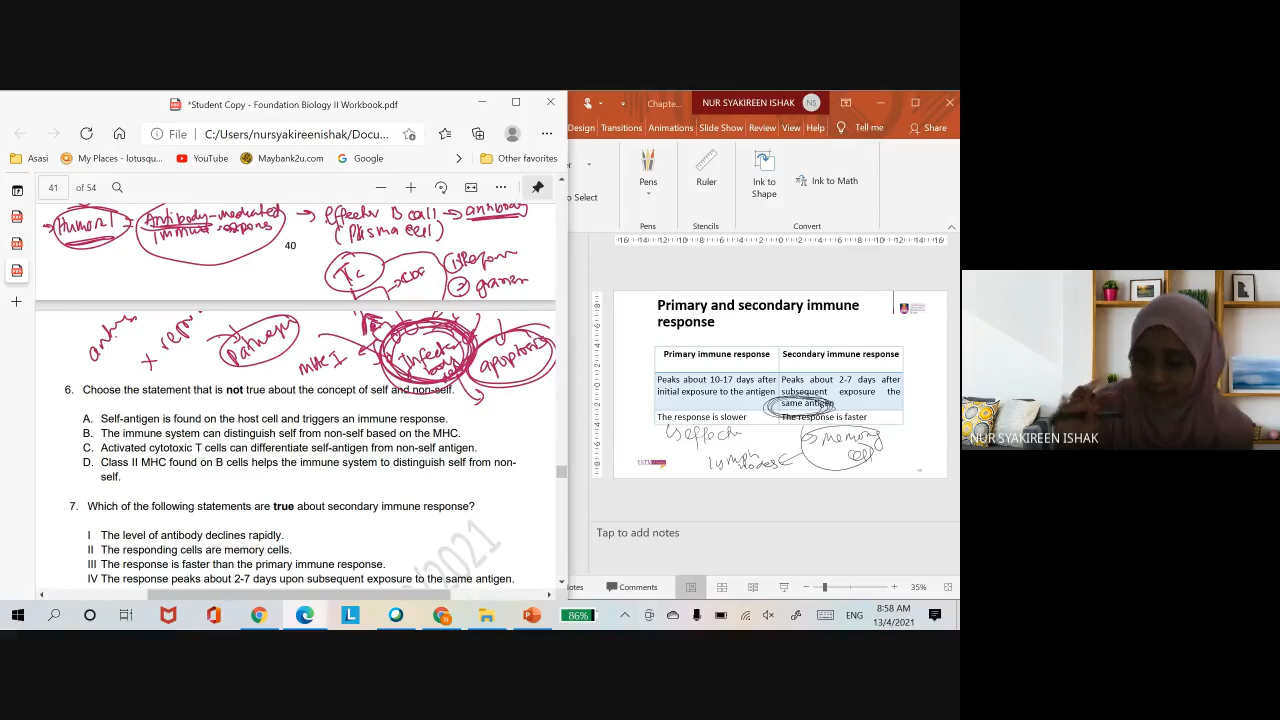 *Student Copy - Foundation Biology II Workbook.pdf
File C:/Users/nursyakireenishak/Docu...
Asasi My Places - lotusqu... YouTube Maybank2u.com Google Other favorites
41 of 54
Humoral = Antibody-mediated immune respons → Effector B cell (Plasma cell) → antibody
40
Tc
pathogen
MHC I
apoptosis
6. Choose the statement that is not true about the concept of self and non-self.
A. Self-antigen is found on the host cell and triggers an immune response.
B. The immune system can distinguish self from non-self based on the MHC.
C. Activated cytotoxic T cells can differentiate self-antigen from non-self antigen.
D. Class II MHC found on B cells helps the immune system to distinguish self from non-
self.
7. Which of the following statements are true about secondary immune response?
I The level of antibody declines rapidly.
II The responding cells are memory cells.
III The response is faster than the primary immune response.
IV The response peaks about 2-7 days upon subsequent exposure to the same antigen.
/2021
Chapte... NUR SYAKIREEN ISHAK NS
Design Transitions Animations Slide Show Review View Help Tell me Share
to Select
Pens
Ruler
Ink to Shape
Ink to Math
Pens Stencils Convert
Primary and secondary immune
response
Primary immune response Secondary immune response
Peaks about 10-17 days after initial exposure to the antigen
Peaks about 2-7 days after subsequent exposure the same antigen
The response is slower The response is faster
memory cell
lymph nodes
Tap to add notes
otes Comments 35%
86% ENG 8:58 AM
13/4/2021
NUR SYAKIREEN ISHAK